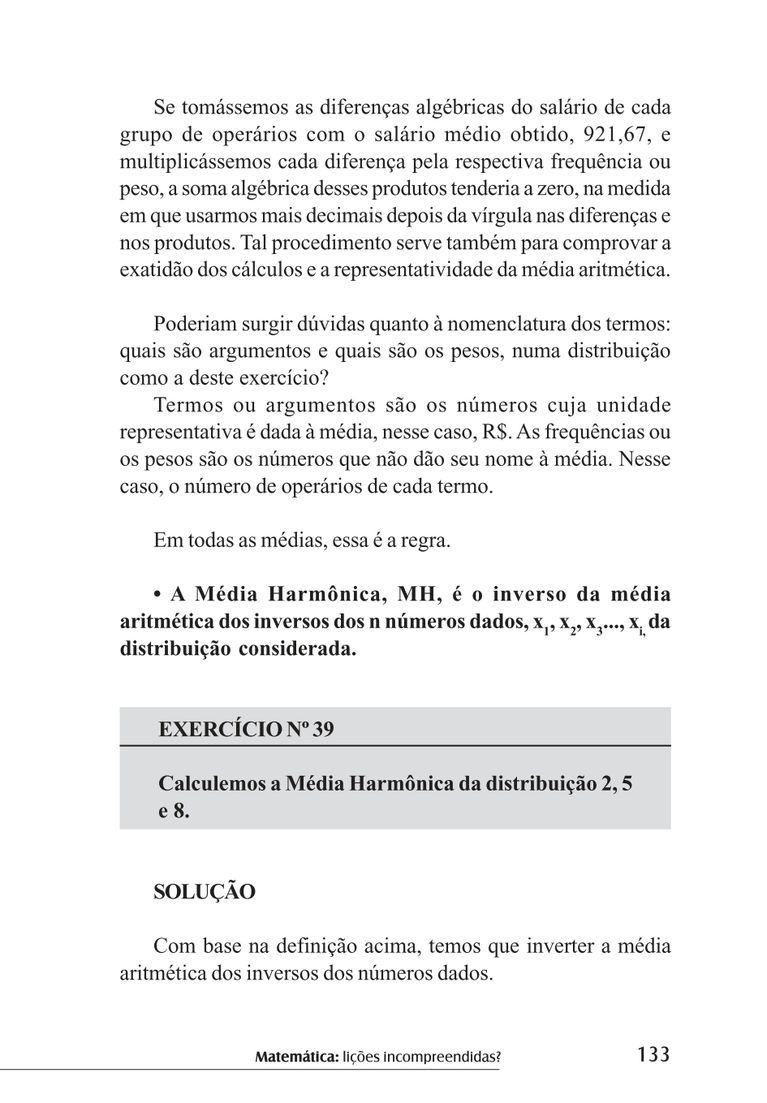 Se tomássemos as diferenças algébricas do salário de cada
grupo de operários com o salário médio obtido, 921,67, e
multiplicássemos cada diferença pela respectiva frequência ou
peso, a soma algébrica desses produtos tenderia a zero, na medida
em que usarmos mais decimais depois da vírgula nas diferenças e
nos produtos. Tal procedimento serve também para comprovar a
exatidão dos cálculos e a representatividade da média aritmética.
Poderiam surgir dúvidas quanto à nomenclatura dos termos:
quais são argumentos e quais são os pesos, numa distribuição
como a deste exercício?
Termos ou argumentos são os números cuja unidade
representativa é dada à média, nesse caso, R$. As frequências ou
os pesos são os números que não dão seu nome à média. Nesse
caso, o número de operários de cada termo.
Em todas as médias, essa é a regra.
• A Média Harmônica, MH, é o inverso da média
aritmética dos inversos dos n números dados, x₁, x₂, x₃..., xᵢ, da
distribuição considerada.
EXERCÍCIO Nº 39
Calculemos a Média Harmônica da distribuição 2, 5
e 8.
SOLUÇÃO
Com base na definição acima, temos que inverter a média
aritmética dos inversos dos números dados.
Matemática: lições incompreendidas? 133